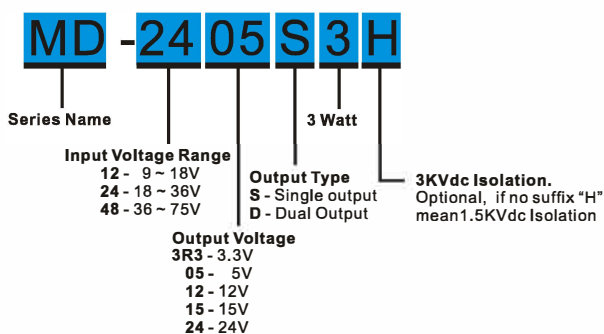 MD -24 05 S 3 H
Series Name
3 Watt
Input Voltage Range
12 - 9 ~ 18V
24 - 18 ~ 36V
48 - 36 ~ 75V
Output Type
S - Single output
D - Dual Output
3KVdc Isolation.
Optional, if no suffix “H”
mean1.5KVdc Isolation
Output Voltage
3R3 - 3.3V
05 - 5V
12 - 12V
15 - 15V
24 - 24V